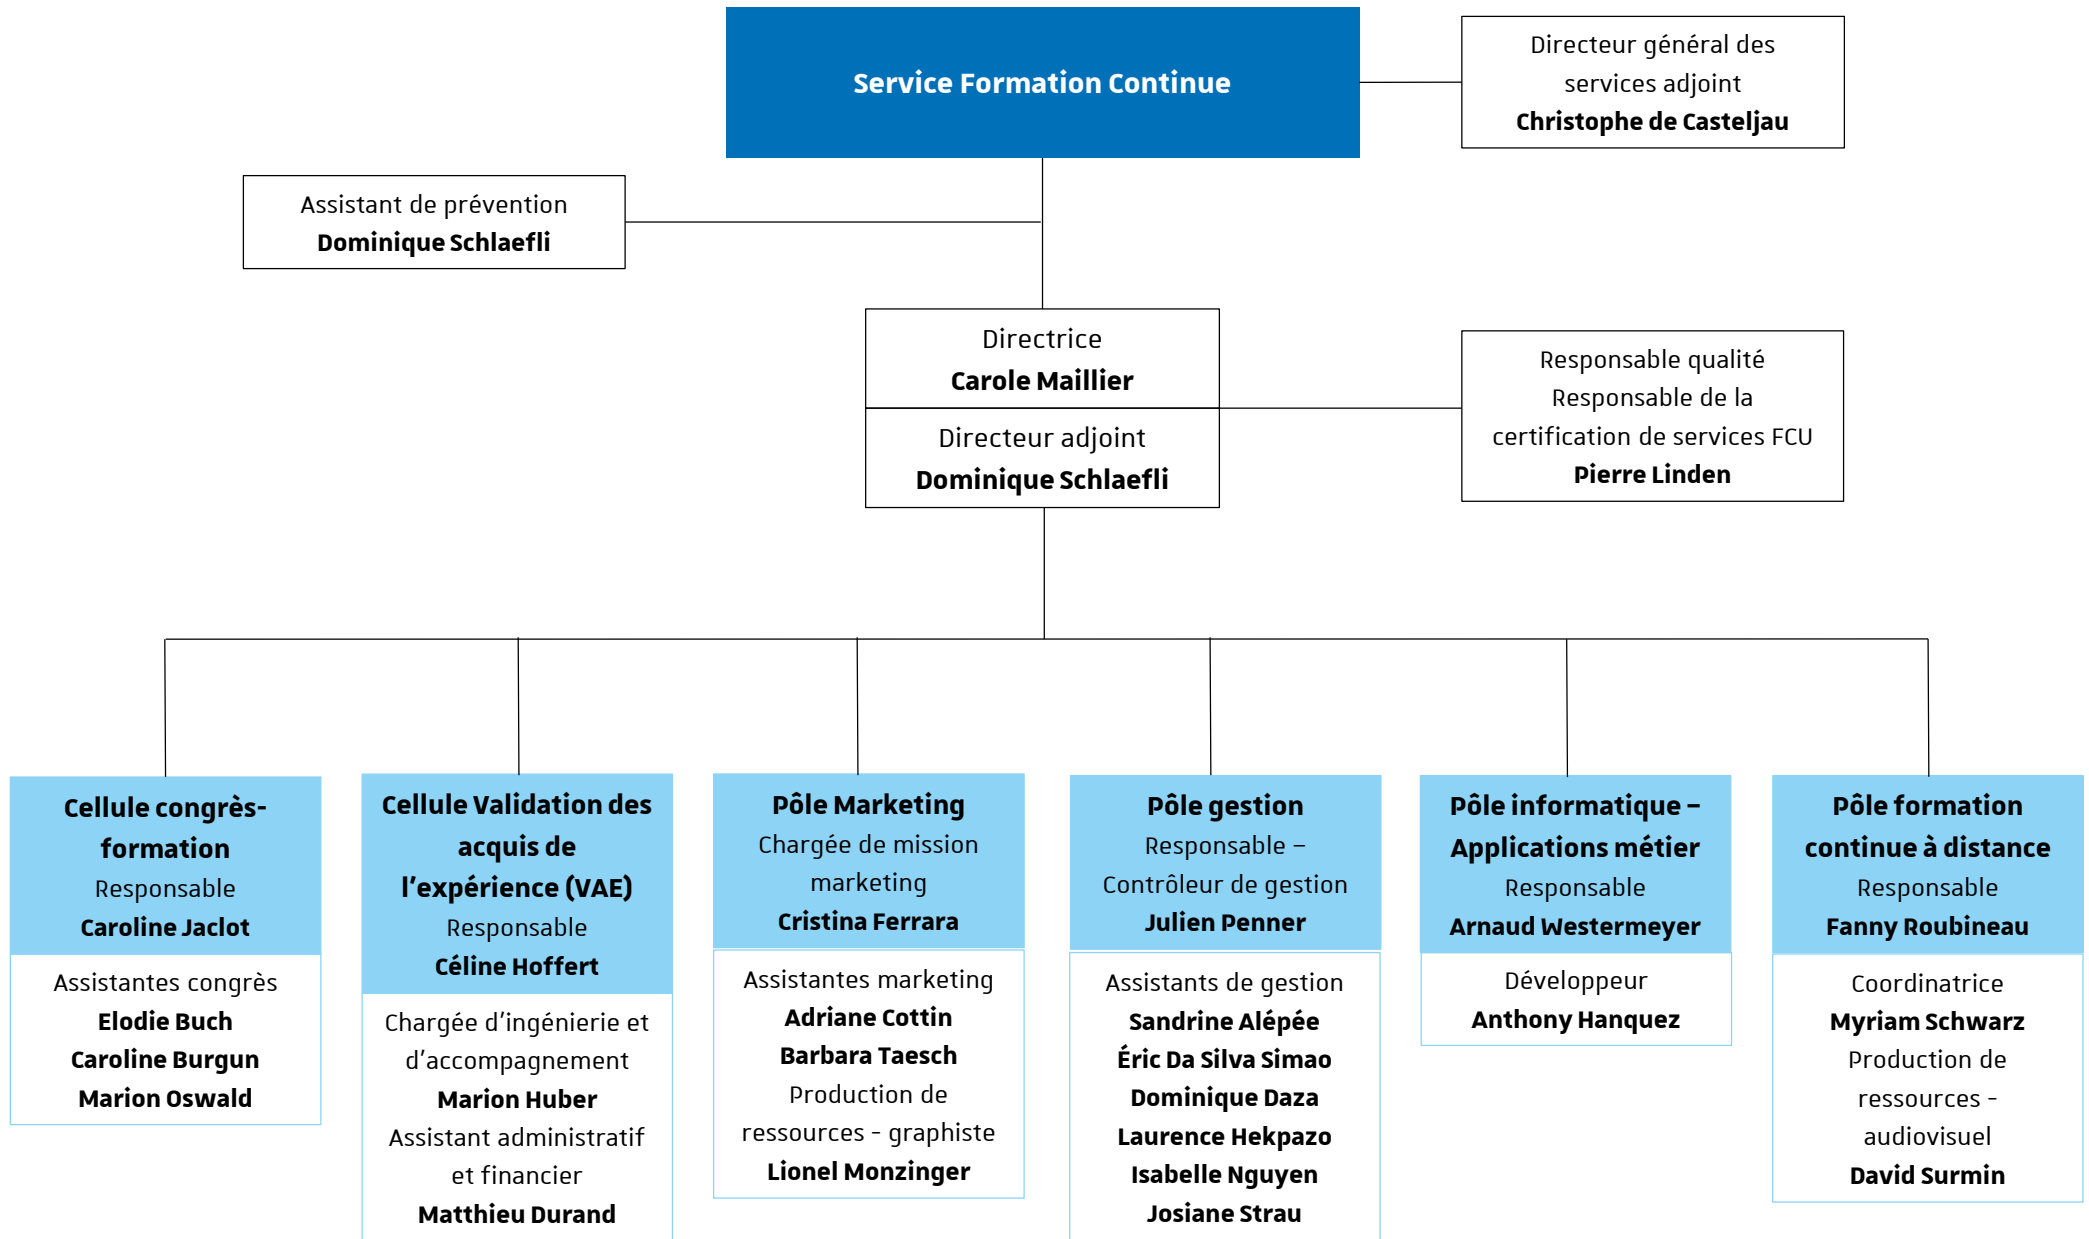 Service Formation Continue
Directeur général des
services adjoint
Christophe de Casteljau
Assistant de prévention
Dominique Schlaefli
Directrice
Carole Maillier
Directeur adjoint
Dominique Schlaefli
Responsable qualité
Responsable de la
certification de services FCU
Pierre Linden
Cellule congrès-
formation
Responsable
Caroline Jaclot
Assistantes congrès
Elodie Buch
Caroline Burgun
Marion Oswald
Cellule Validation des
acquis de
l'expérience (VAE)
Responsable
Céline Hoffert
Chargée d'ingénierie et
d'accompagnement
Marion Huber
Assistant administratif
et financier
Matthieu Durand
Pôle Marketing
Chargée de mission
marketing
Cristina Ferrara
Assistantes marketing
Adriane Cottin
Barbara Taesch
Production de
ressources - graphiste
Lionel Monzinger
Pôle gestion
Responsable –
Contrôleur de gestion
Julien Penner
Assistants de gestion
Sandrine Alépée
Éric Da Silva Simao
Dominique Daza
Laurence Hekpazo
Isabelle Nguyen
Josiane Strau
Pôle informatique –
Applications métier
Responsable
Arnaud Westermeyer
Développeur
Anthony Hanquez
Pôle formation
continue à distance
Responsable
Fanny Roubineau
Coordinatrice
Myriam Schwarz
Production de
ressources -
audiovisuel
David Surmin